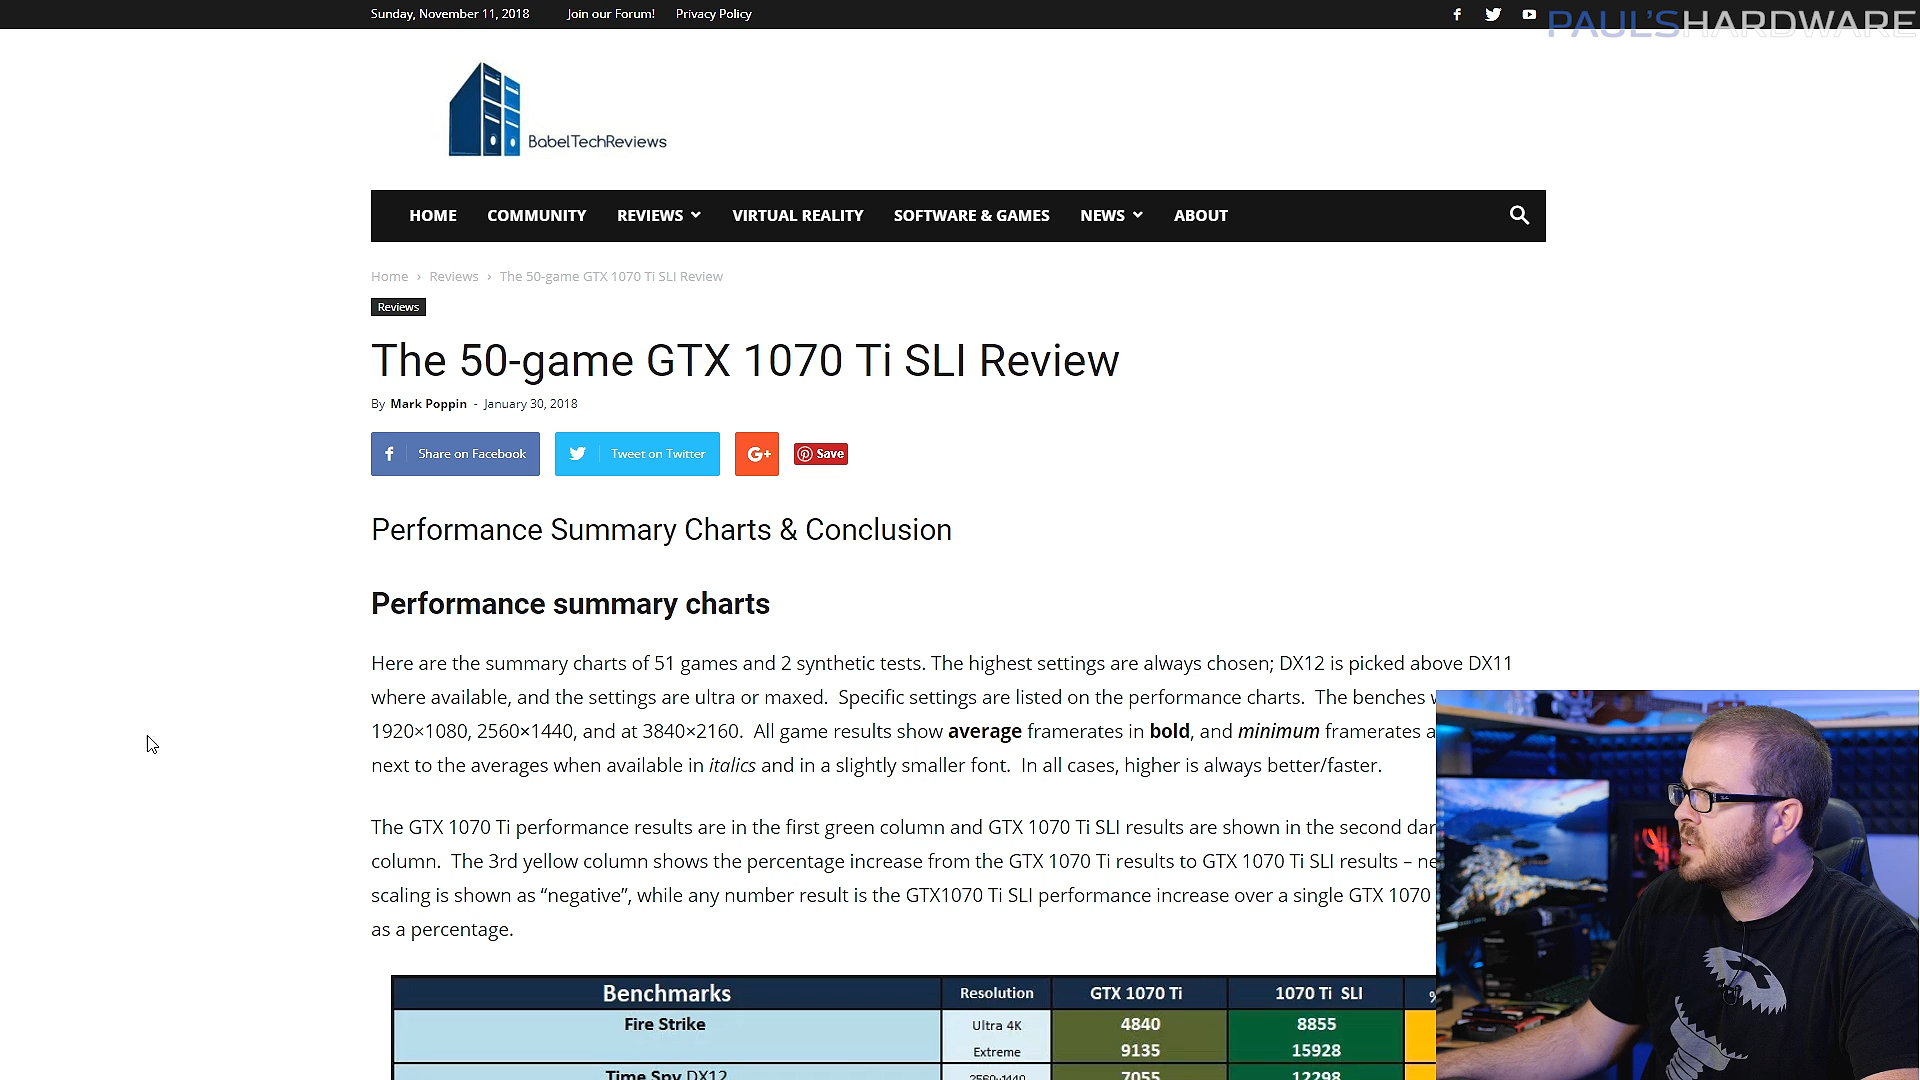 Sunday, November 11, 2018 Join our Forum! Privacy Policy
PAUL'SHARDWARE
BabelTechReviews
HOME COMMUNITY REVIEWS VIRTUAL REALITY SOFTWARE & GAMES NEWS ABOUT
Home › Reviews › The 50-game GTX 1070 Ti SLI Review
Reviews
The 50-game GTX 1070 Ti SLI Review
By Mark Poppin - January 30, 2018
Share on Facebook Tweet on Twitter G+ Save
Performance Summary Charts & Conclusion
Performance summary charts
Here are the summary charts of 51 games and 2 synthetic tests. The highest settings are always chosen; DX12 is picked above DX11
where available, and the settings are ultra or maxed. Specific settings are listed on the performance charts. The benches
1920×1080, 2560×1440, and at 3840×2160. All game results show average framerates in bold, and minimum framerates
next to the averages when available in italics and in a slightly smaller font. In all cases, higher is always better/faster.
The GTX 1070 Ti performance results are in the first green column and GTX 1070 Ti SLI results are shown in the second
column. The 3rd yellow column shows the percentage increase from the GTX 1070 Ti results to GTX 1070 Ti SLI results –
scaling is shown as “negative”, while any number result is the GTX1070 Ti SLI performance increase over a single GTX 1070
as a percentage.
Benchmarks Resolution GTX 1070 Ti 1070 Ti SLI %
Fire Strike Ultra 4K 4840 8855
Extreme 9135 15928
Time Spy DX12 2560x1440 7055 12298